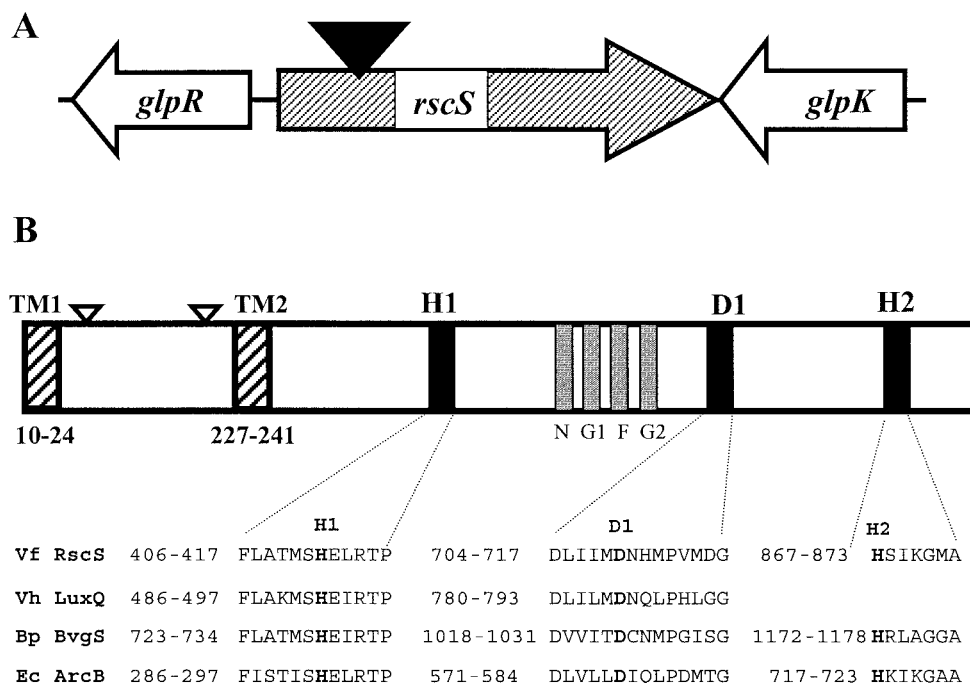 A
glpR
rscS
glpK
B
TM1 TM2 H1 D1 H2
10-24 227-241 N G1 F G2
H1 D1 H2
Vf RscS 406-417 FLATMSHELRTP 704-717 DLIIMDNHMPVMDG 867-873 HSIKGMA
Vh LuxQ 486-497 FLAKMSHEIRTP 780-793 DLILMDNQLPHLGG
Bp BvgS 723-734 FLATMSHEIRTP 1018-1031 DVVITDCNMPGISG 1172-1178 HRLAGGA
Ec ArcB 286-297 FISTISHELRTP 571-584 DLVLLDIQLPDMTG 717-723 HKIKGAA